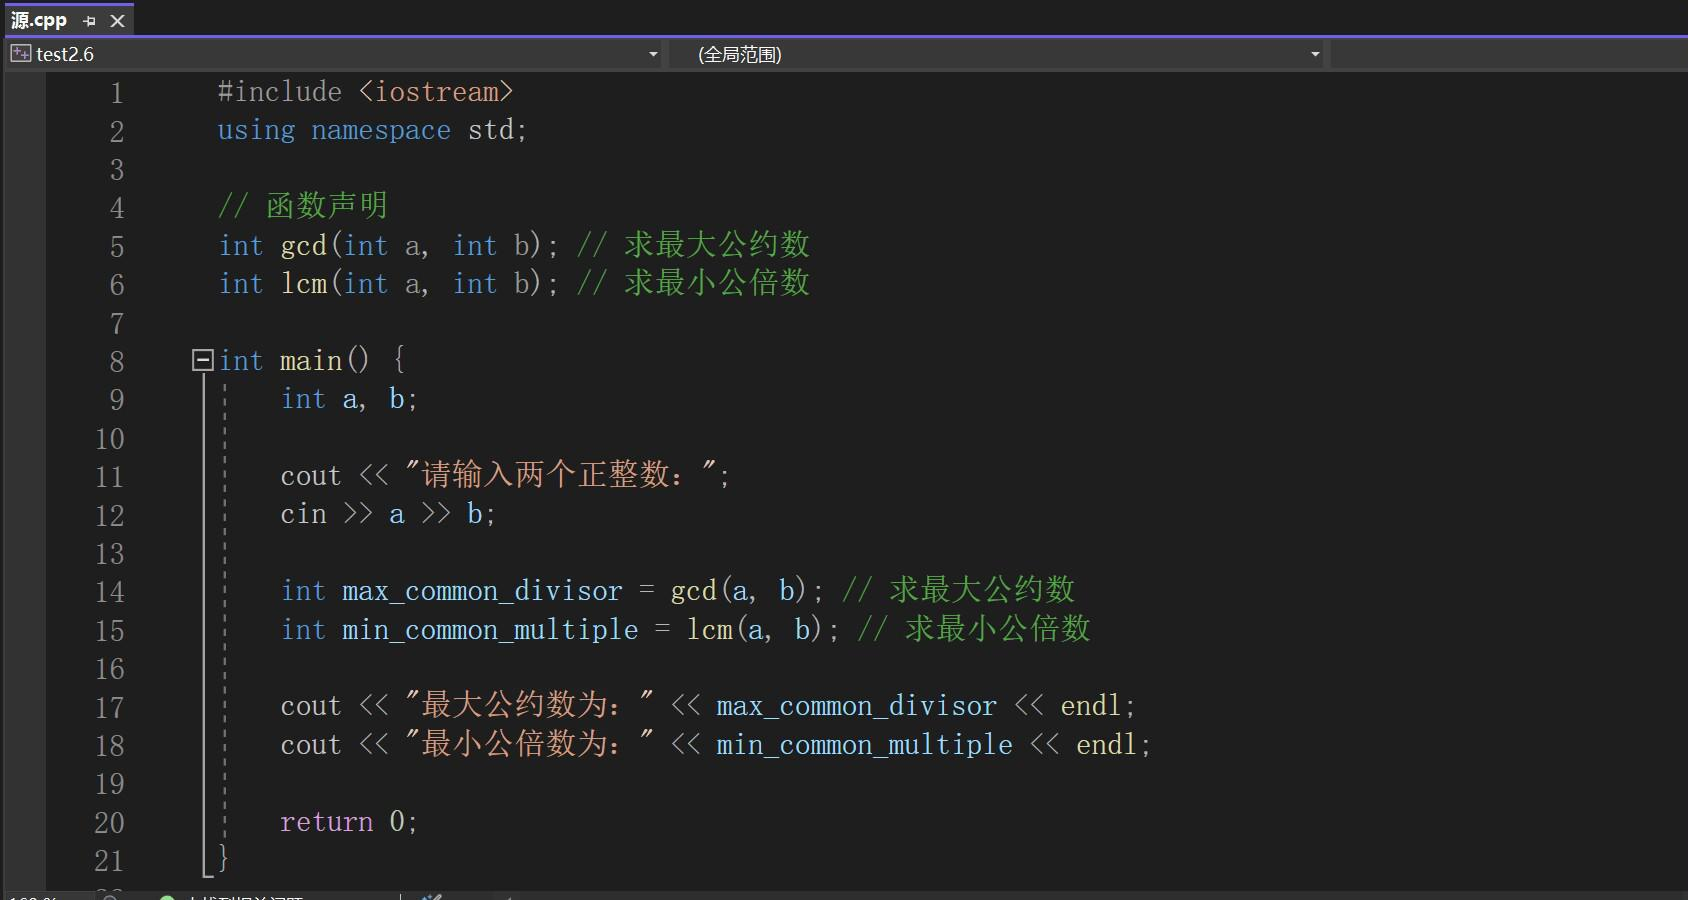 源.cpp
test2.6
(全局范围)
1 #include <iostream>
2 using namespace std;
3
4 // 函数声明
5 int gcd(int a, int b); // 求最大公约数
6 int lcm(int a, int b); // 求最小公倍数
7
8 int main() {
9 int a, b;
10
11 cout << "请输入两个正整数：";
12 cin >> a >> b;
13
14 int max_common_divisor = gcd(a, b); // 求最大公约数
15 int min_common_multiple = lcm(a, b); // 求最小公倍数
16
17 cout << "最大公约数为：" << max_common_divisor << endl;
18 cout << "最小公倍数为：" << min_common_multiple << endl;
19
20 return 0;
21 }